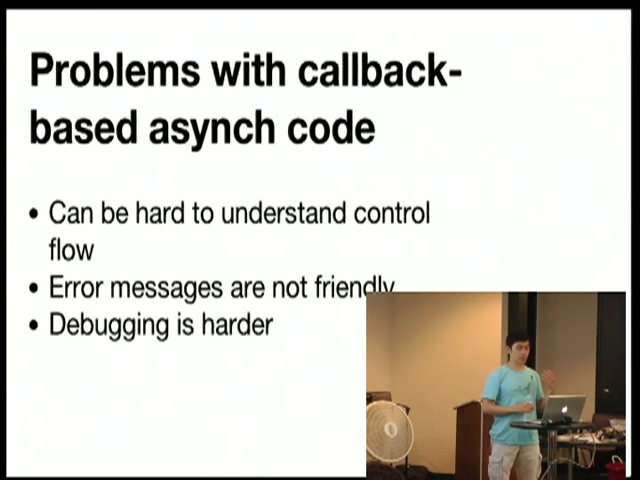 Problems with callback-
based asynch code
• Can be hard to understand control
flow
• Error messages are not friendly
• Debugging is harder